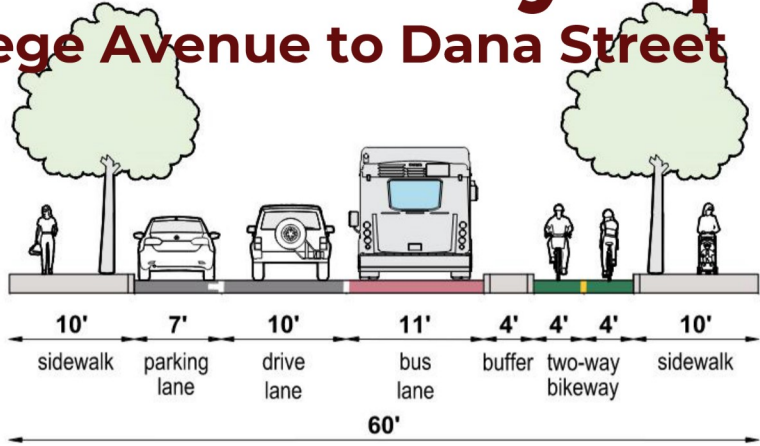 ege Avenue to Dana Street
10' 7' 10' 11' 4' 4' 4' 10'
sidewalk parking lane drive lane bus lane buffer two-way bikeway sidewalk
60'